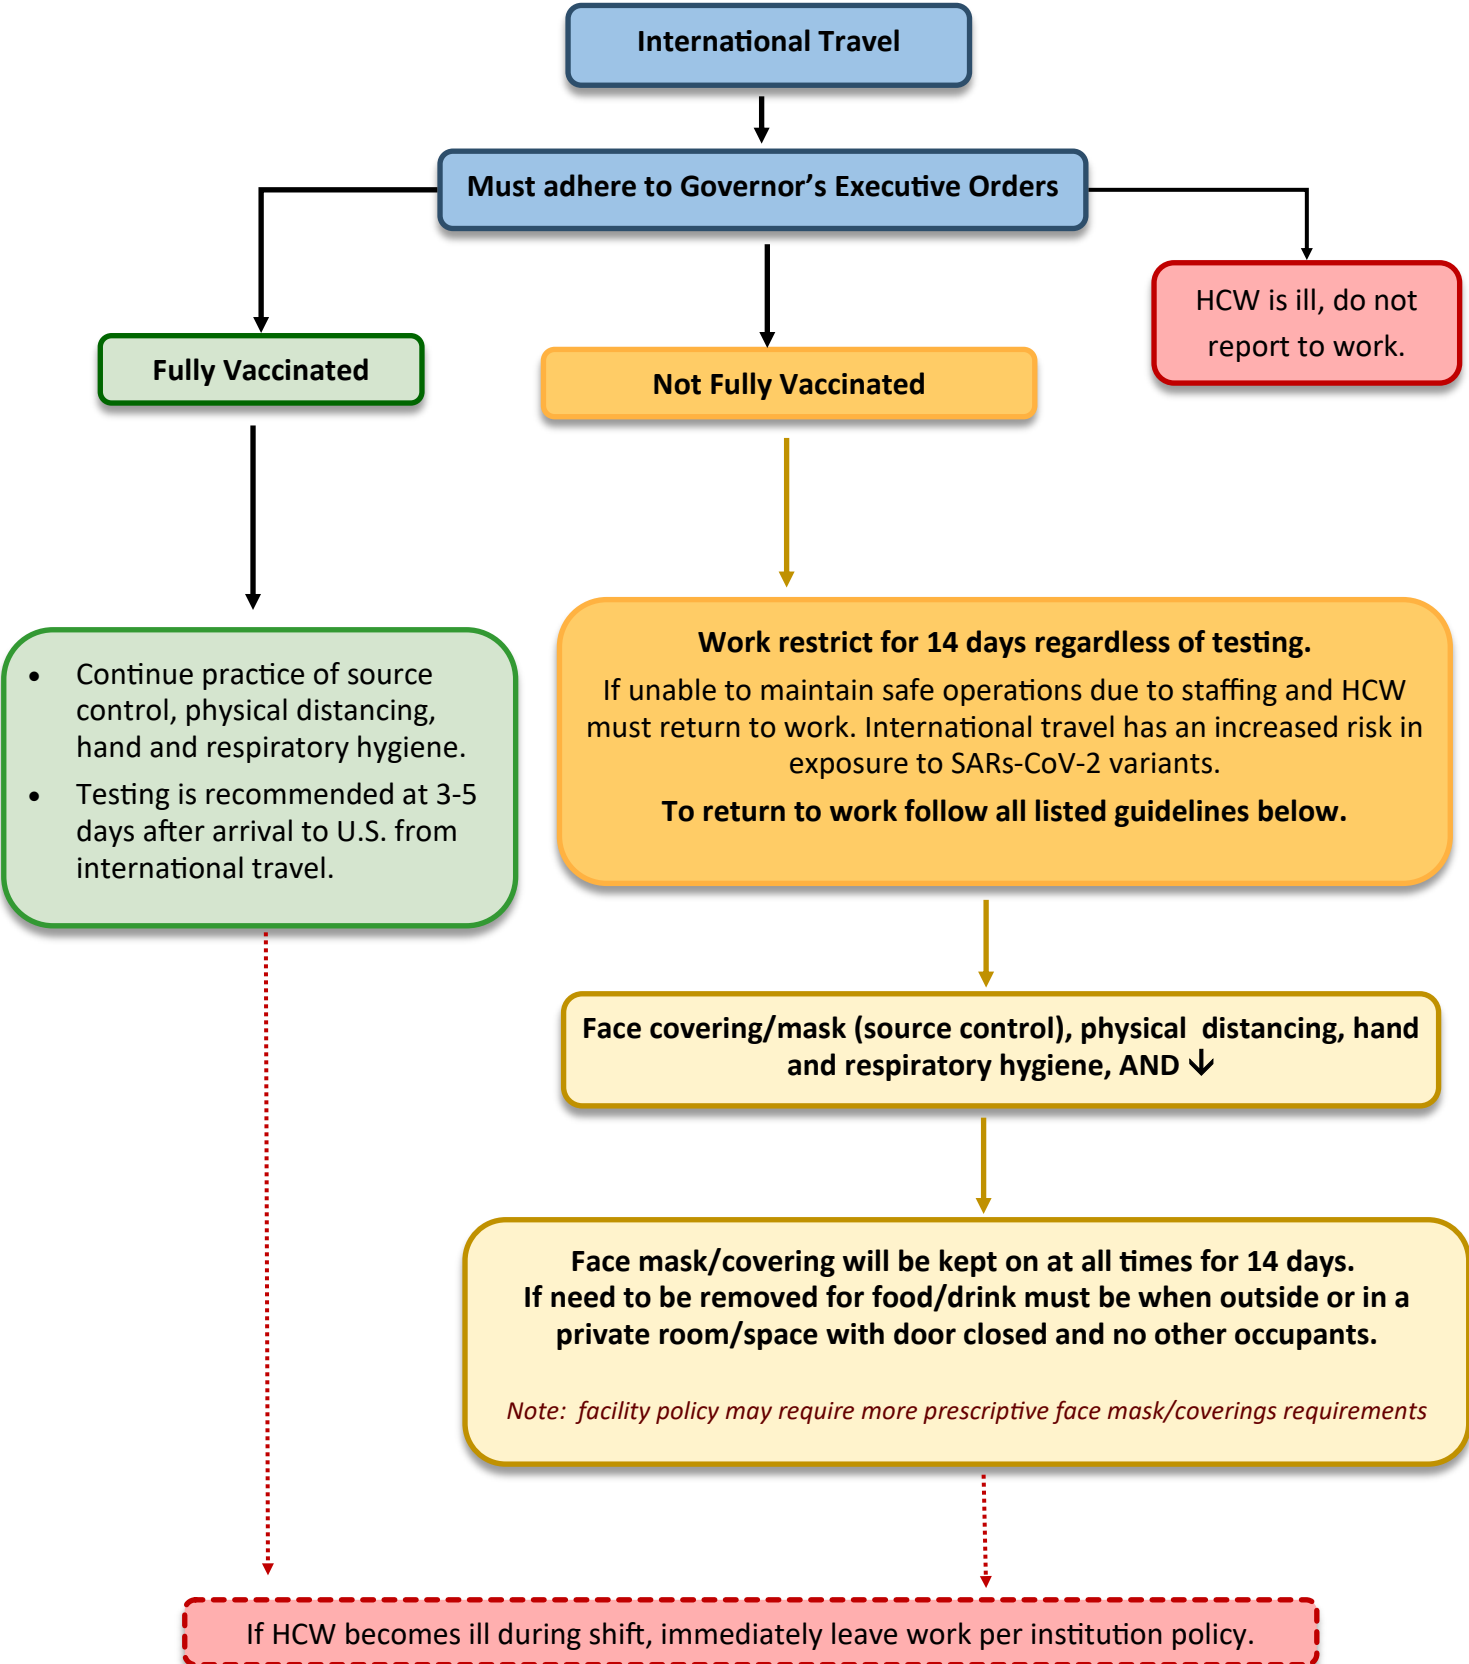 International Travel
Must adhere to Governor’s Executive Orders
HCW is ill, do not
report to work.
Fully Vaccinated
Not Fully Vaccinated
• Continue practice of source
control, physical distancing,
hand and respiratory hygiene.
• Testing is recommended at 3-5
days after arrival to U.S. from
international travel.
Work restrict for 14 days regardless of testing.
If unable to maintain safe operations due to staffing and HCW
must return to work. International travel has an increased risk in
exposure to SARs-CoV-2 variants.
To return to work follow all listed guidelines below.
Face covering/mask (source control), physical distancing, hand
and respiratory hygiene, AND ↓
Face mask/covering will be kept on at all times for 14 days.
If need to be removed for food/drink must be when outside or in a
private room/space with door closed and no other occupants.
Note: facility policy may require more prescriptive face mask/coverings requirements
If HCW becomes ill during shift, immediately leave work per institution policy.